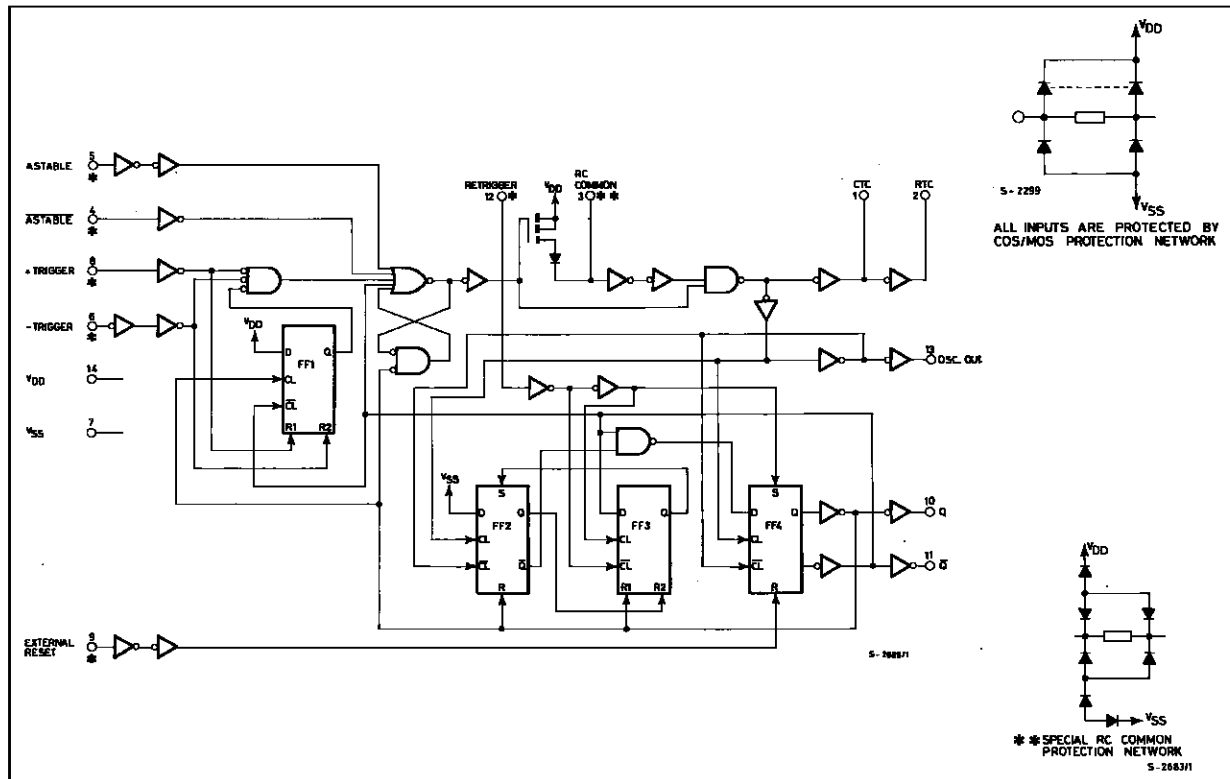 VDD
S-2299
VSS
ALL INPUTS ARE PROTECTED BY
COS/MOS PROTECTION NETWORK
ASTABLE 5
*
ASTABLE 4
*
+ TRIGGER 8
*
- TRIGGER 6
*
VDD 14
VSS 7
RETRIGGER
12 *
VDD
RC
COMMON
3 * *
CTC
1
RTC
2
13
OSC. OUT
VDD
D Q
FF1
CL
CL
R1 R2
VSS
S
D Q
FF2
CL
CL Q
R
D Q
FF3
CL
CL
R1 R2
S
D Q
FF4
CL
CL
R
10
Q
11
Q
EXTERNAL
RESET
9
*
VDD
VSS
* * SPECIAL RC COMMON
PROTECTION NETWORK
S-2683/1